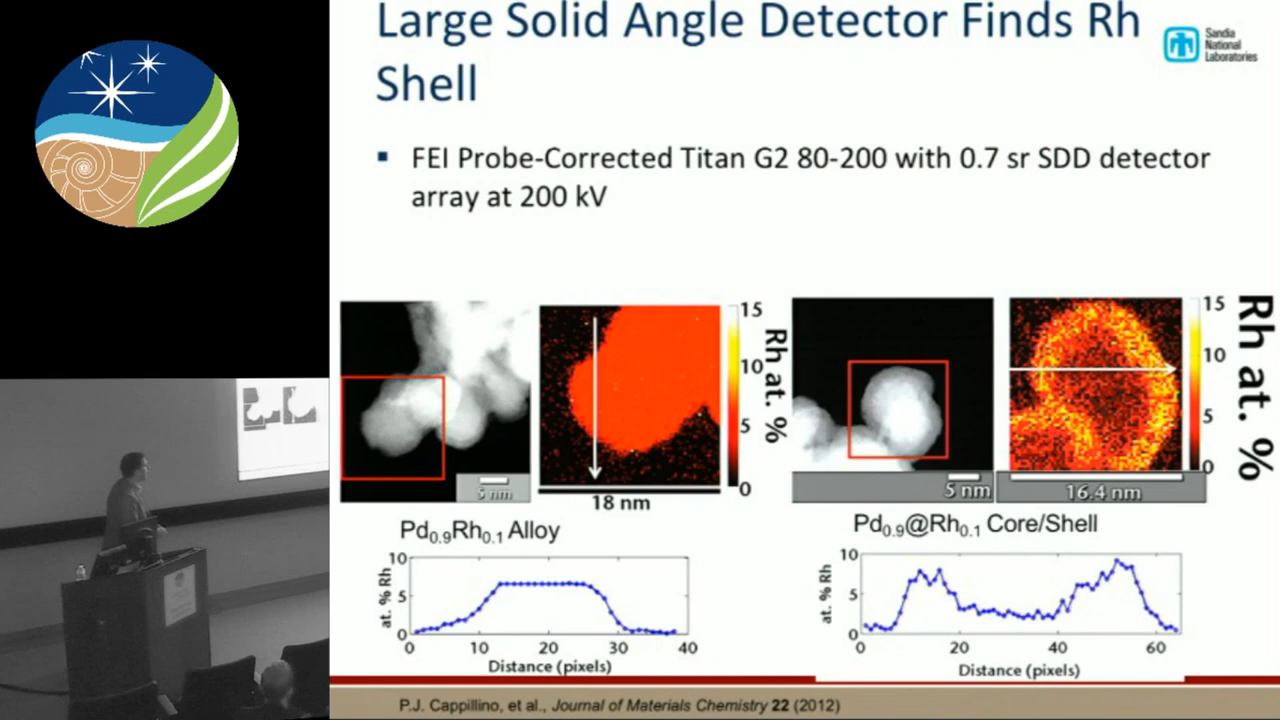 Large Solid Angle Detector Finds Rh
Shell
Sandia
National
Laboratories
▪ FEI Probe-Corrected Titan G2 80-200 with 0.7 sr SDD detector
array at 200 kV
15
10
5
0
Rh at. %
5 nm
18 nm
15
10
5
0
Rh at. %
5 nm
16.4 nm
Pd0.9Rh0.1 Alloy
Pd0.9@Rh0.1 Core/Shell
10
5
0
at. % Rh
0 10 20 30 40
Distance (pixels)
10
5
0
at. % Rh
0 20 40 60
Distance (pixels)
P.J. Cappillino, et al., Journal of Materials Chemistry 22 (2012)